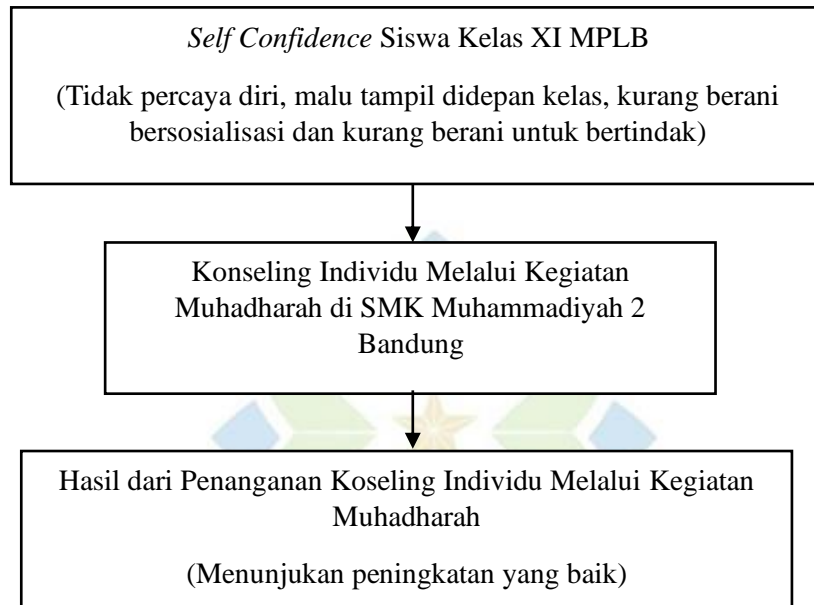 Self Confidence Siswa Kelas XI MPLB
(Tidak percaya diri, malu tampil didepan kelas, kurang berani
bersosialisasi dan kurang berani untuk bertindak)
Konseling Individu Melalui Kegiatan
Muhadharah di SMK Muhammadiyah 2
Bandung
Hasil dari Penanganan Koseling Individu Melalui Kegiatan
Muhadharah
(Menunjukan peningkatan yang baik)